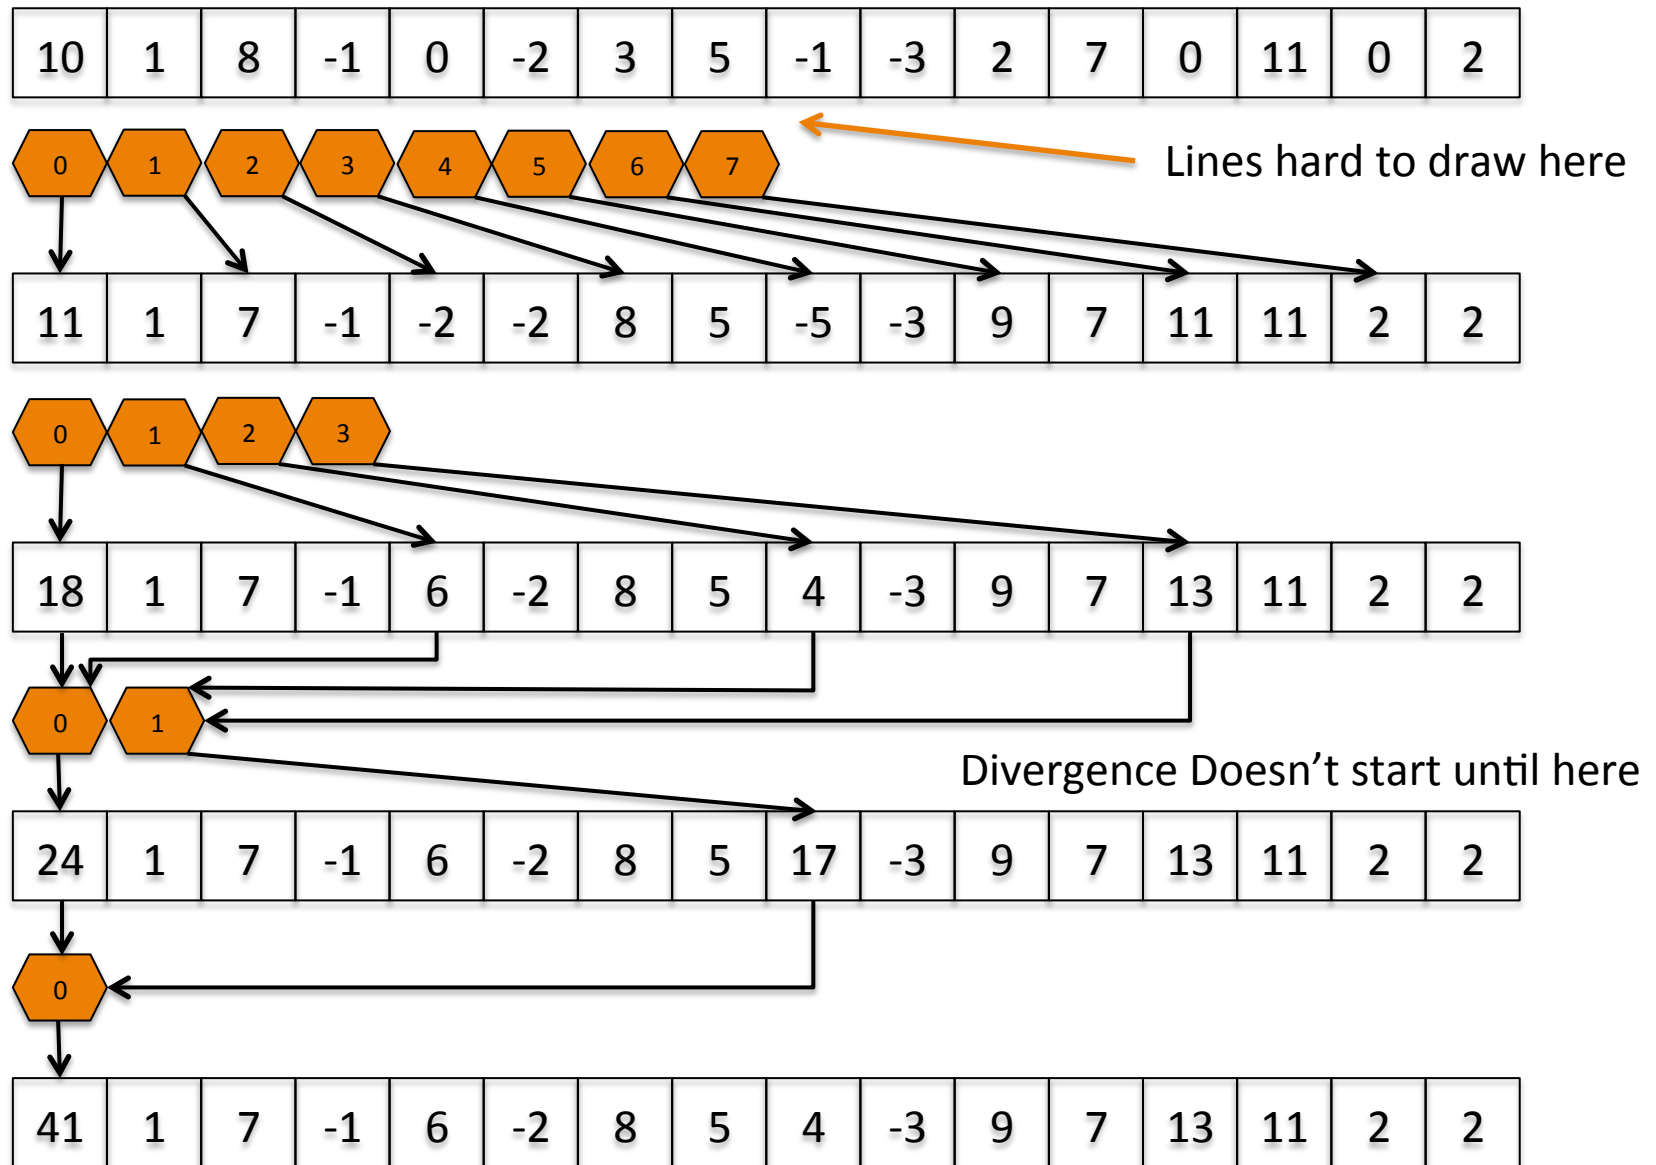 10 1 8 -1 0 -2 3 5 -1 -3 2 7 0 11 0 2
0 1 2 3 4 5 6 7
Lines hard to draw here
11 1 7 -1 -2 -2 8 5 -5 -3 9 7 11 11 2 2
0 1 2 3
18 1 7 -1 6 -2 8 5 4 -3 9 7 13 11 2 2
0 1
Divergence Doesn’t start until here
24 1 7 -1 6 -2 8 5 17 -3 9 7 13 11 2 2
0
41 1 7 -1 6 -2 8 5 4 -3 9 7 13 11 2 2